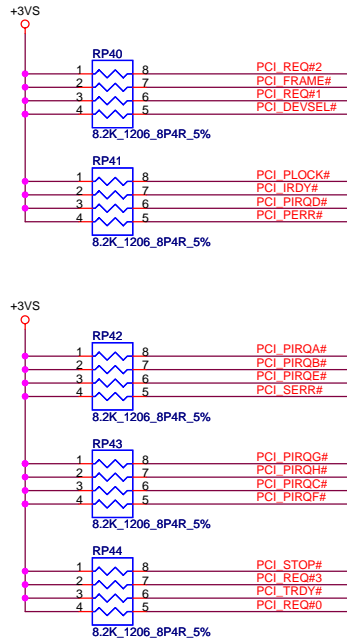 +3VS
RP40
1 8 PCI_REQ#2
2 7 PCI_FRAME#
3 6 PCI_REQ#1
4 5 PCI_DEVSEL#
8.2K_1206_8P4R_5%
RP41
1 8 PCI_PLOCK#
2 7 PCI_IRDY#
3 6 PCI_PIRQD#
4 5 PCI_PERR#
8.2K_1206_8P4R_5%
+3VS
RP42
1 8 PCI_PIRQA#
2 7 PCI_PIRQB#
3 6 PCI_PIRQE#
4 5 PCI_SERR#
8.2K_1206_8P4R_5%
RP43
1 8 PCI_PIRQG#
2 7 PCI_PIRQH#
3 6 PCI_PIRQC#
4 5 PCI_PIRQF#
8.2K_1206_8P4R_5%
RP44
1 8 PCI_STOP#
2 7 PCI_REQ#3
3 6 PCI_TRDY#
4 5 PCI_REQ#0
8.2K_1206_8P4R_5%